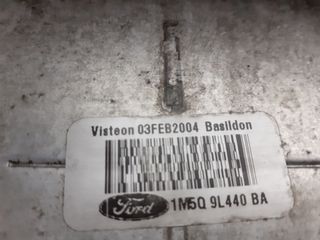 Visteon 03FEB2004 Basildon
Ford 1M5Q 9L440 BA